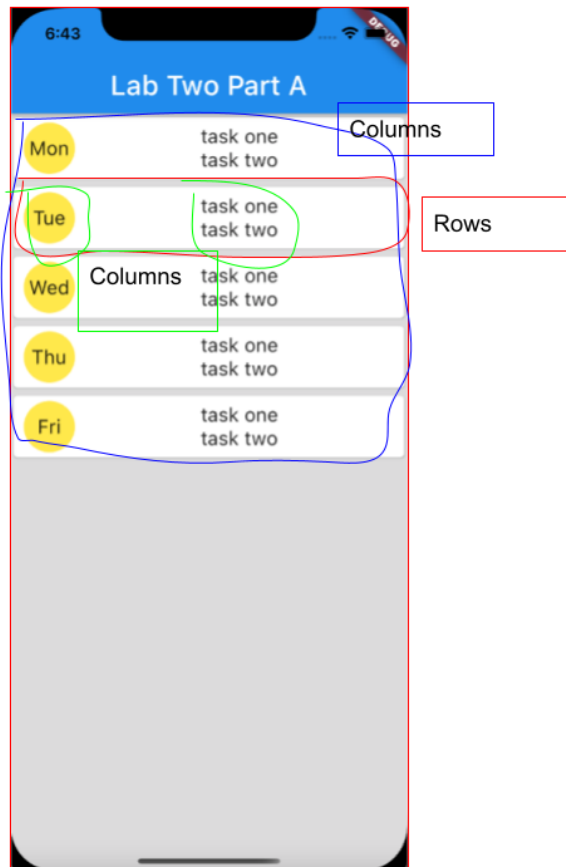 6:43
DEBUG
Lab Two Part A
Columns
Mon
task one
task two
Tue
task one
task two
Rows
Wed
Columns
task one
task two
Thu
task one
task two
Fri
task one
task two